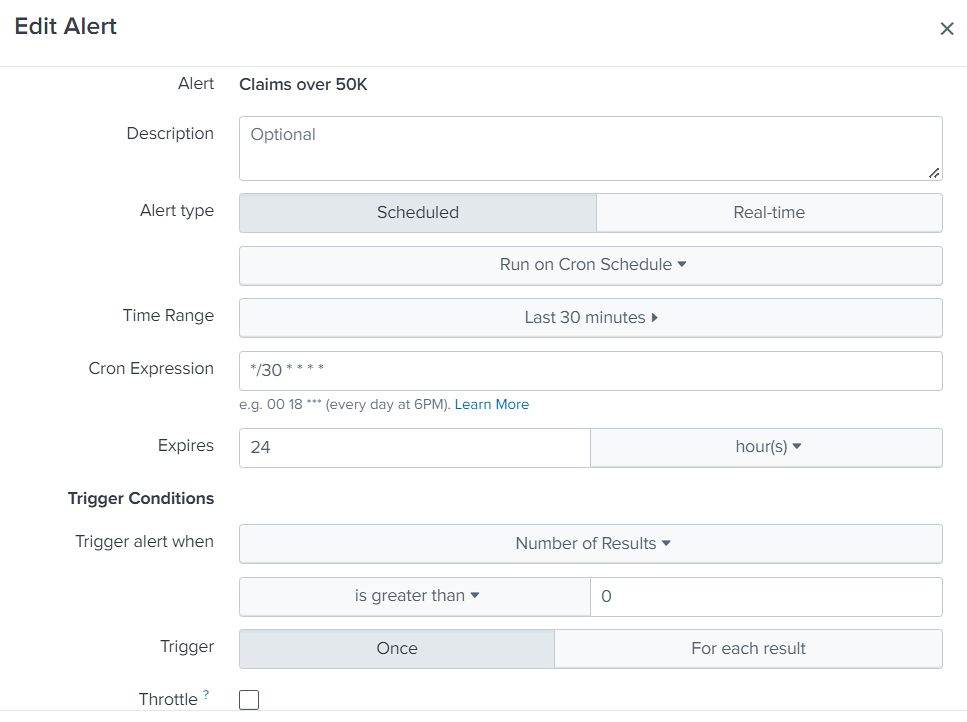 Edit Alert
Alert Claims over 50K
Description Optional
Alert type Scheduled Real-time
Run on Cron Schedule
Time Range Last 30 minutes
Cron Expression */30 * * * *
e.g. 00 18 *** (every day at 6PM). Learn More
Expires 24 hour(s)
Trigger Conditions
Trigger alert when Number of Results
is greater than 0
Trigger Once For each result
Throttle ?